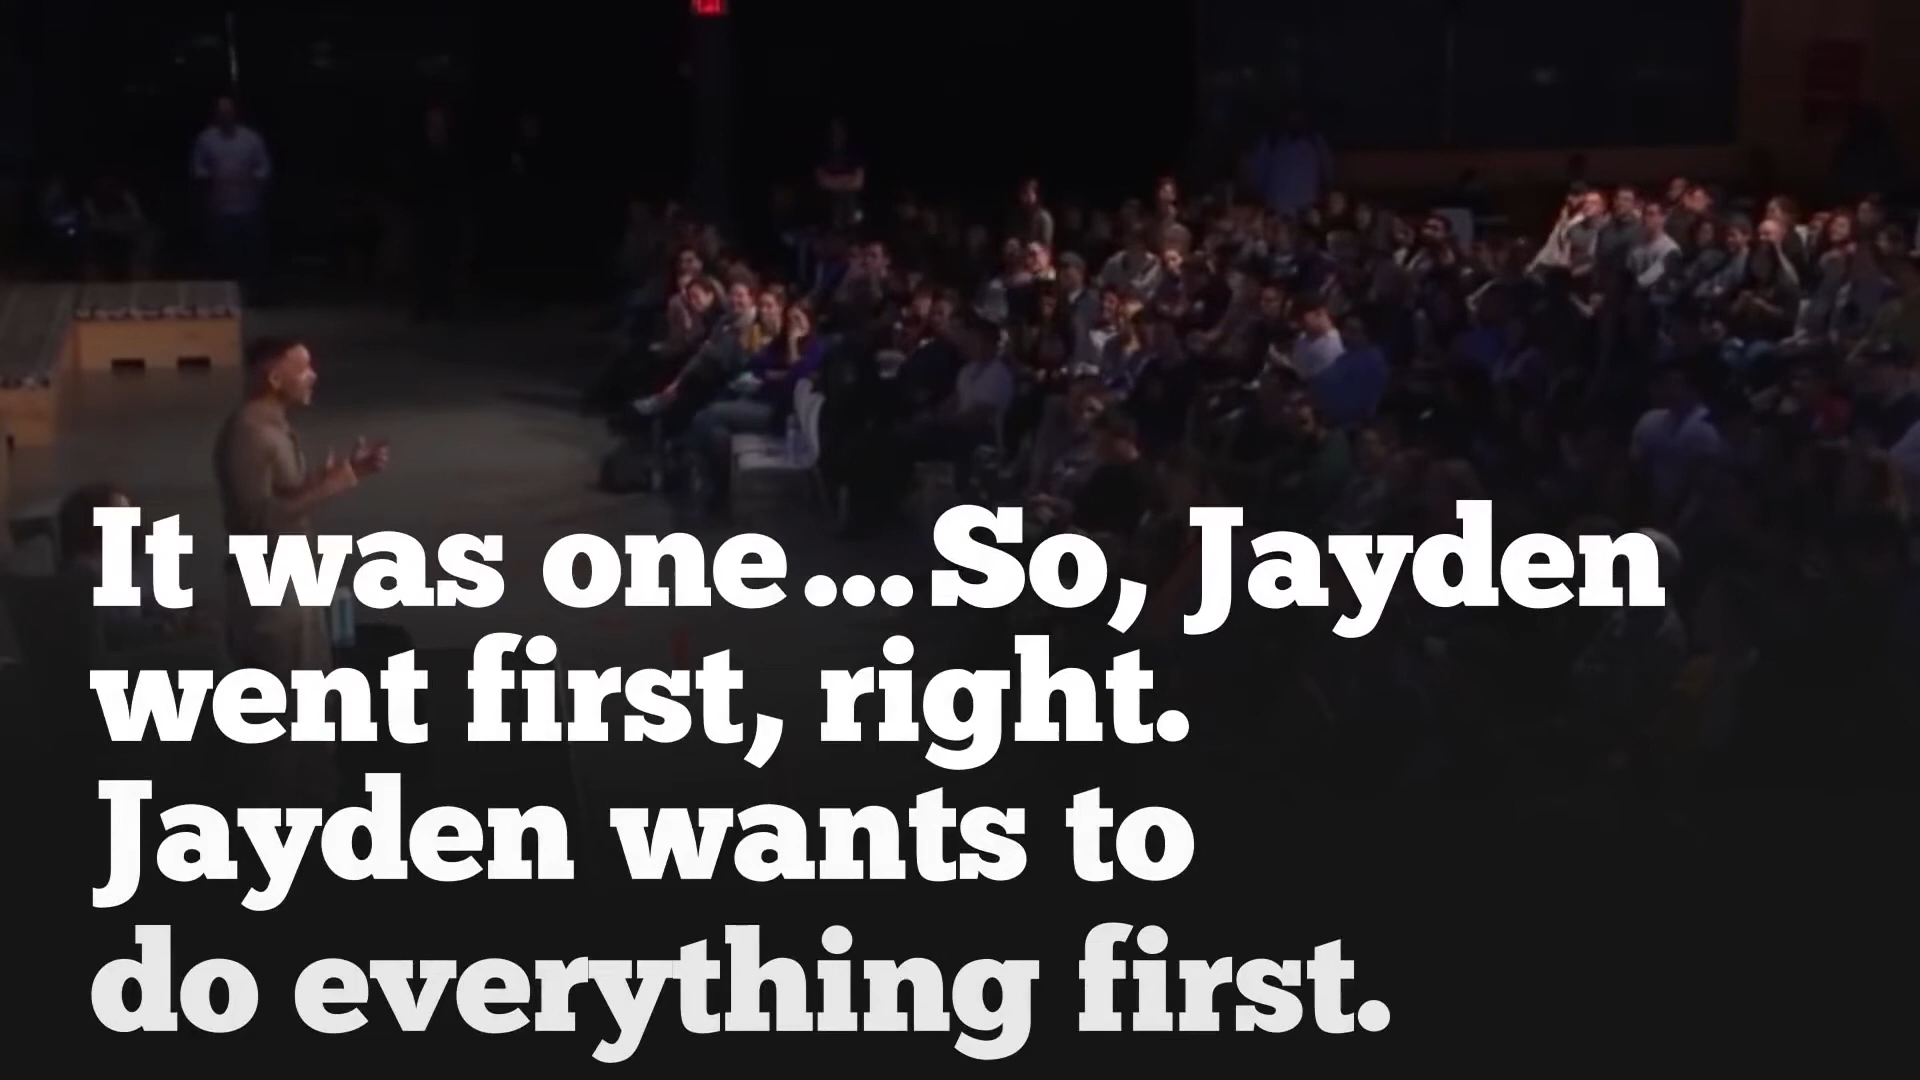 It was one...So, Jayden
went first, right.
Jayden wants to
do everything first.